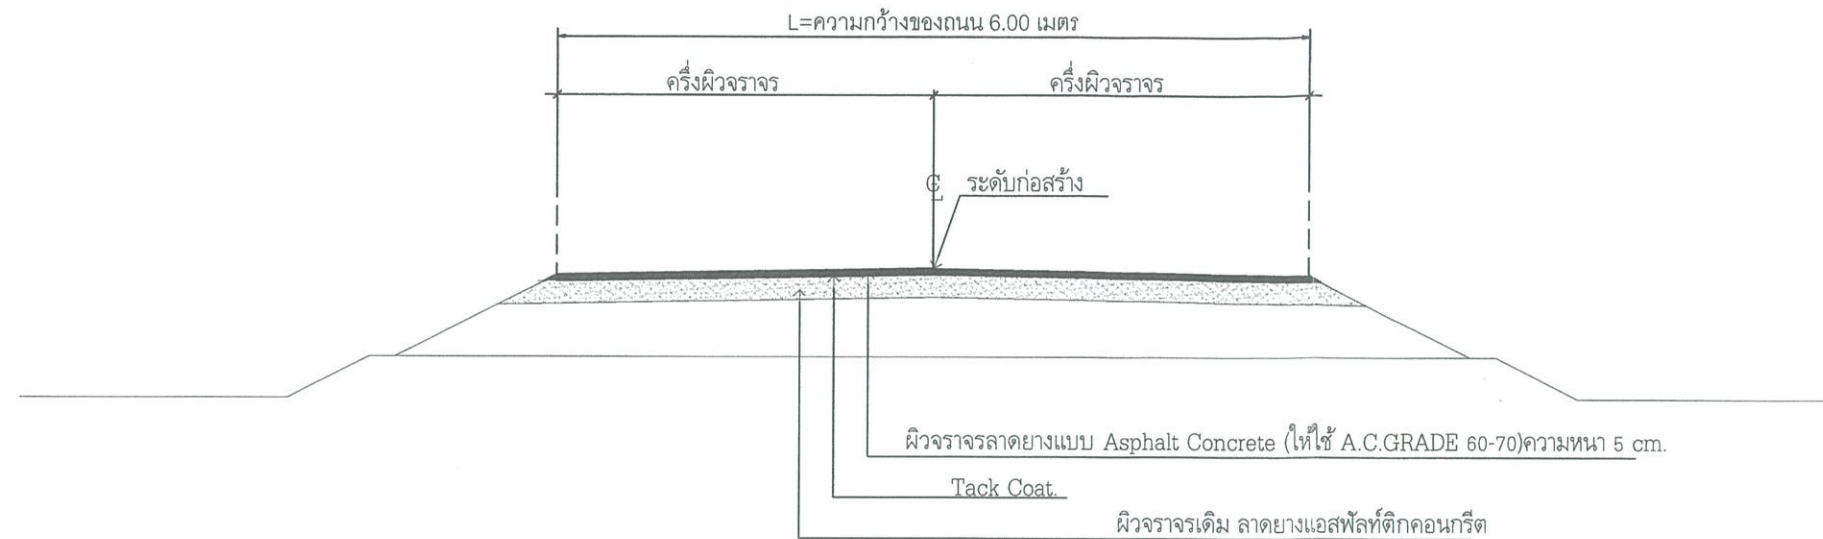 L=ความกว้างของถนน 6.00 เมตร
ครึ่งผิวจราจร ครึ่งผิวจราจร
℄ ระดับก่อสร้าง
ผิวจราจรลาดยางแบบ Asphalt Concrete (ให้ใช้ A.C.GRADE 60-70)ความหนา 5 cm.
Tack Coat.
ผิวจราจรเดิม ลาดยางแอสฟัลท์ติกคอนกรีต